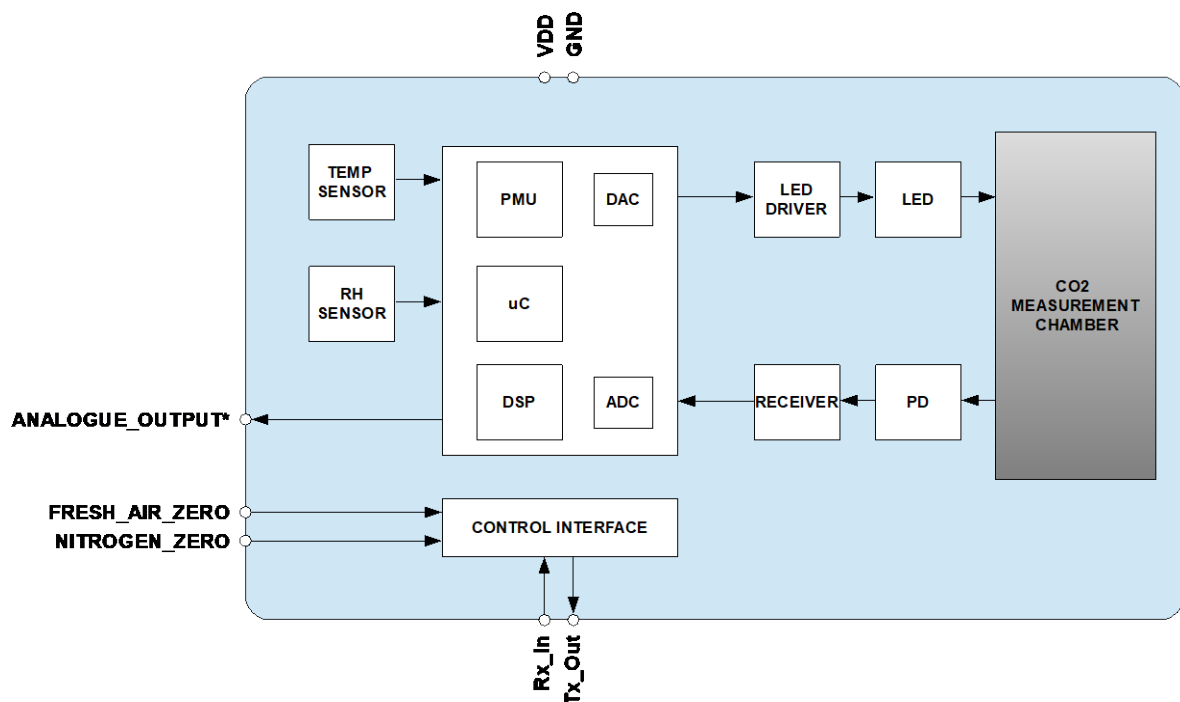 VDD
GND
TEMP
SENSOR
PMU
DAC
LED
DRIVER
LED
RH
SENSOR
uC
CO2
MEASUREMENT
CHAMBER
DSP
ADC
RECEIVER
PD
ANALOGUE_OUTPUT*
FRESH_AIR_ZERO
NITROGEN_ZERO
CONTROL INTERFACE
Rx_In
Tx_Out